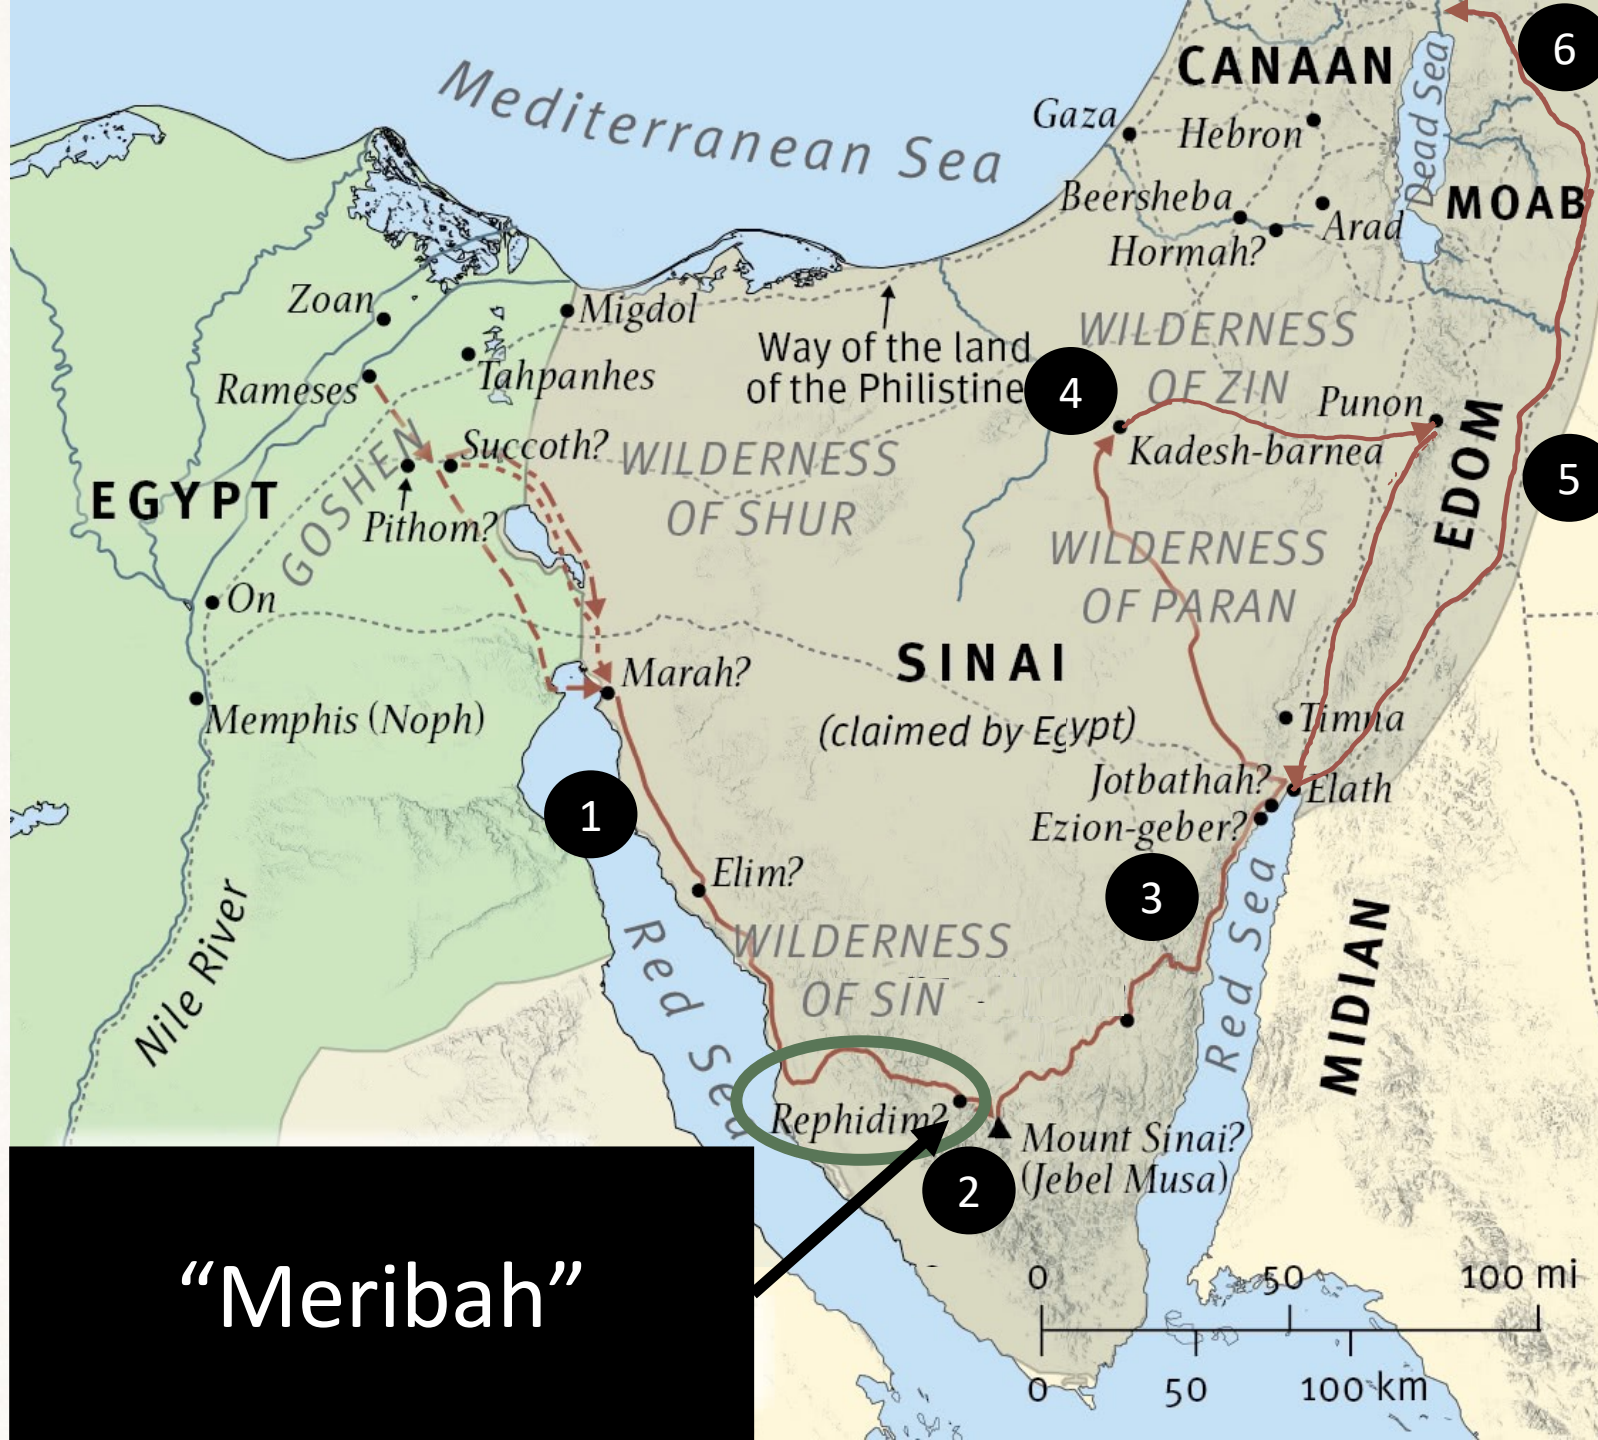 Mediterranean Sea
CANAAN
6
Gaza
Hebron
Dead Sea
Beersheba
Arad
MOAB
Hormah?
Zoan
Migdol
Way of the land
of the Philistine
WILDERNESS
OF ZIN
4
Tahpanhes
Rameses
Punon
Kadesh-barnea
Succoth?
GOSHEN
WILDERNESS
OF SHUR
EDOM
5
EGYPT
Pithom?
WILDERNESS
OF PARAN
On
SINAI
(claimed by Egypt)
Marah?
Memphis (Noph)
Timna
Jotbathah?
Elath
Ezion-geber?
1
Elim?
3
Nile River
Red Sea
WILDERNESS
OF SIN
Red Sea
MIDIAN
Rephidim?
Mount Sinai?
(Jebel Musa)
2
“Meribah”
0 50 100 mi
0 50 100 km